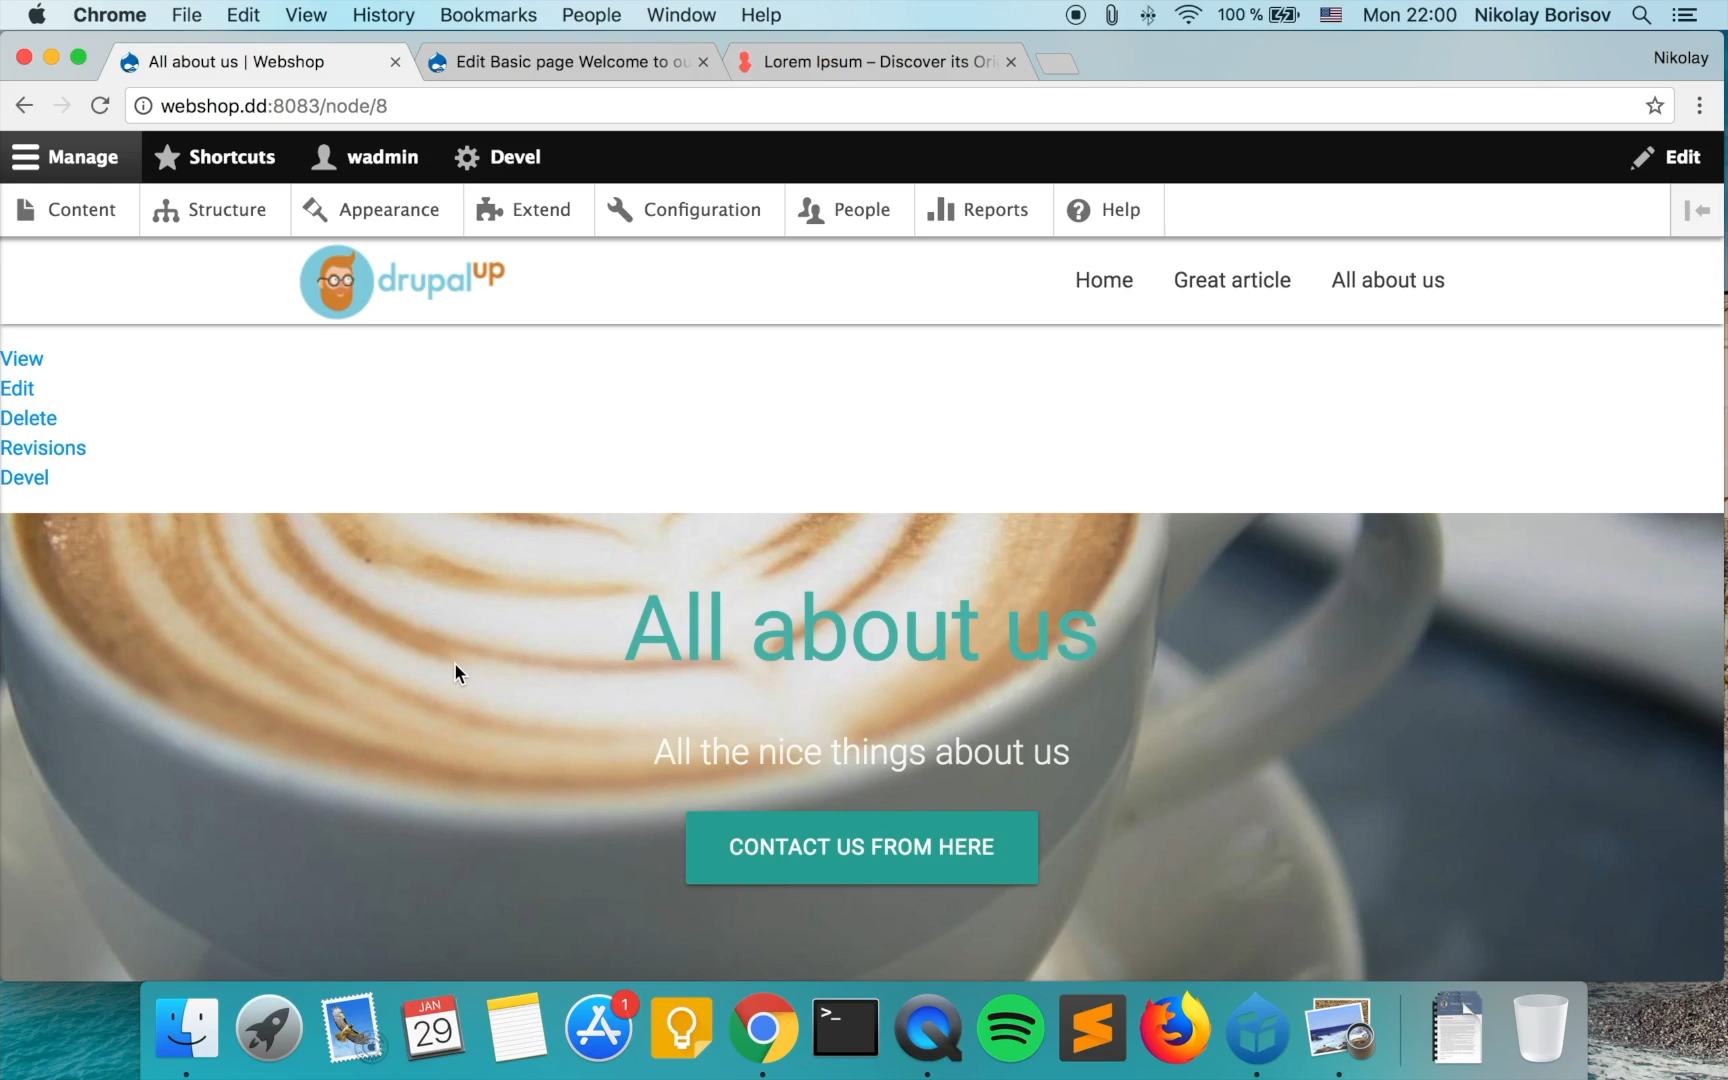 Chrome File Edit View History Bookmarks People Window Help 100 % Mon 22:00 Nikolay Borisov
All about us | Webshop Edit Basic page Welcome to ou Lorem Ipsum – Discover its Ori Nikolay
webshop.dd:8083/node/8
Manage Shortcuts wadmin Devel Edit
Content Structure Appearance Extend Configuration People Reports Help
drupalup Home Great article All about us
View
Edit
Delete
Revisions
Devel
All about us
All the nice things about us
CONTACT US FROM HERE
JAN
29
1